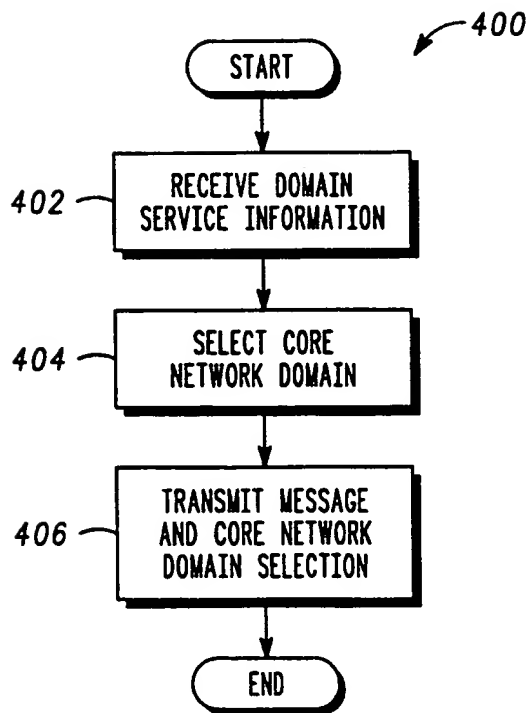 400
START
402
RECEIVE DOMAIN
SERVICE INFORMATION
404
SELECT CORE
NETWORK DOMAIN
406
TRANSMIT MESSAGE
AND CORE NETWORK
DOMAIN SELECTION
END